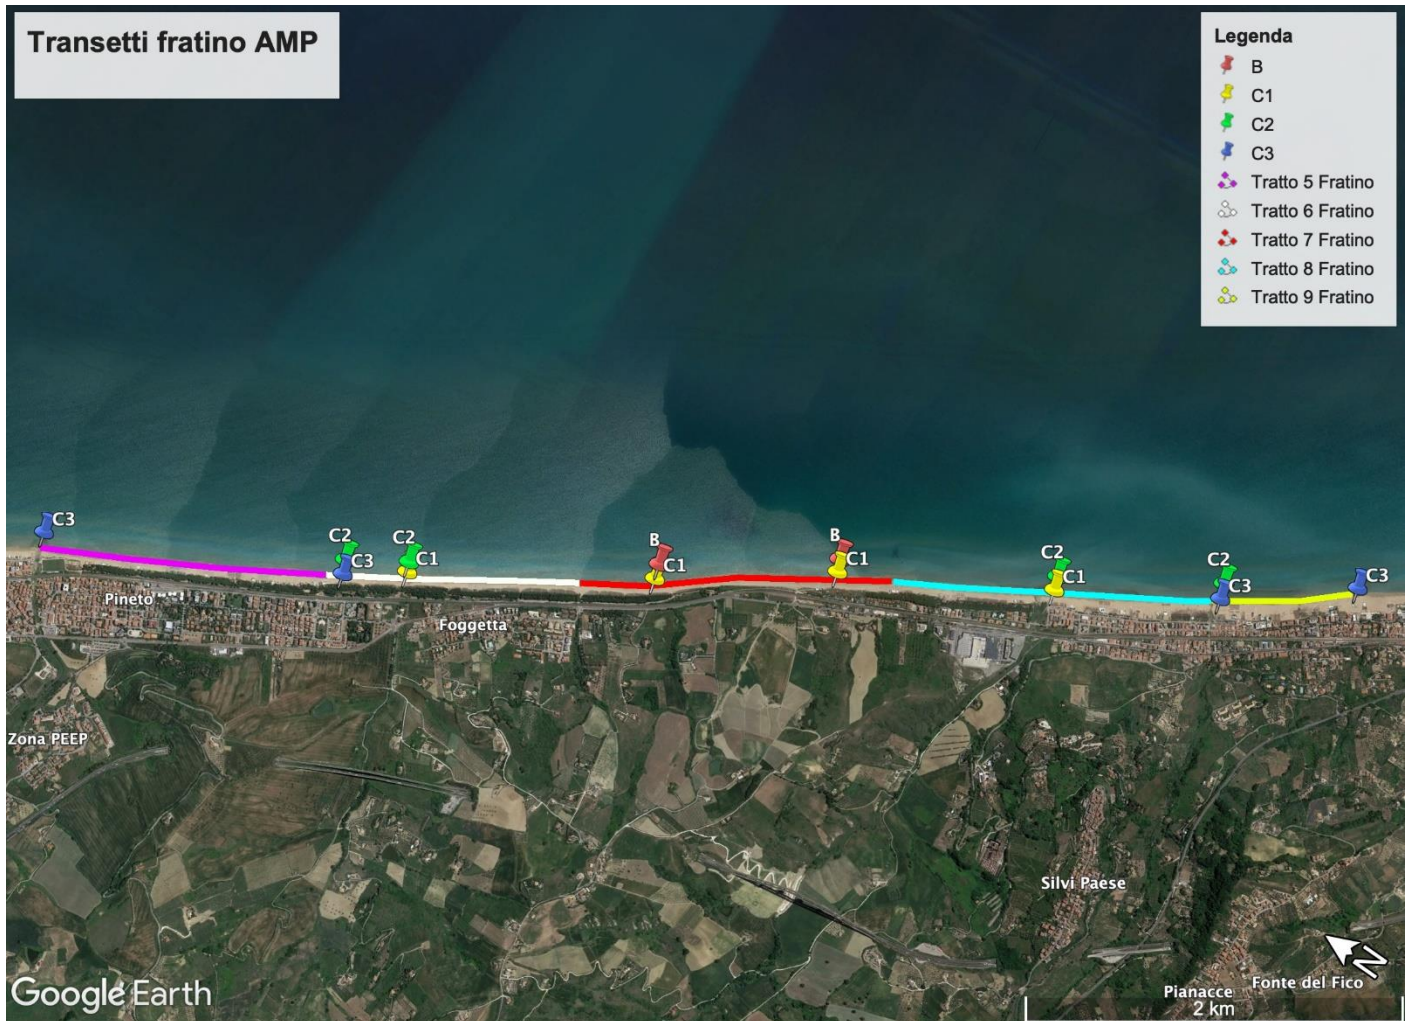 Transetti fratino AMP
Legenda
B
C1
C2
C3
Tratto 5 Fratino
Tratto 6 Fratino
Tratto 7 Fratino
Tratto 8 Fratino
Tratto 9 Fratino
C3
C2
C3
C2
C1
B
C1
B
C1
C2
C1
C2
C3
C3
Pineto
Foggetta
Zona PEEP
Silvi Paese
N
Fonte del Fico
Pianacce
2 km
Google Earth